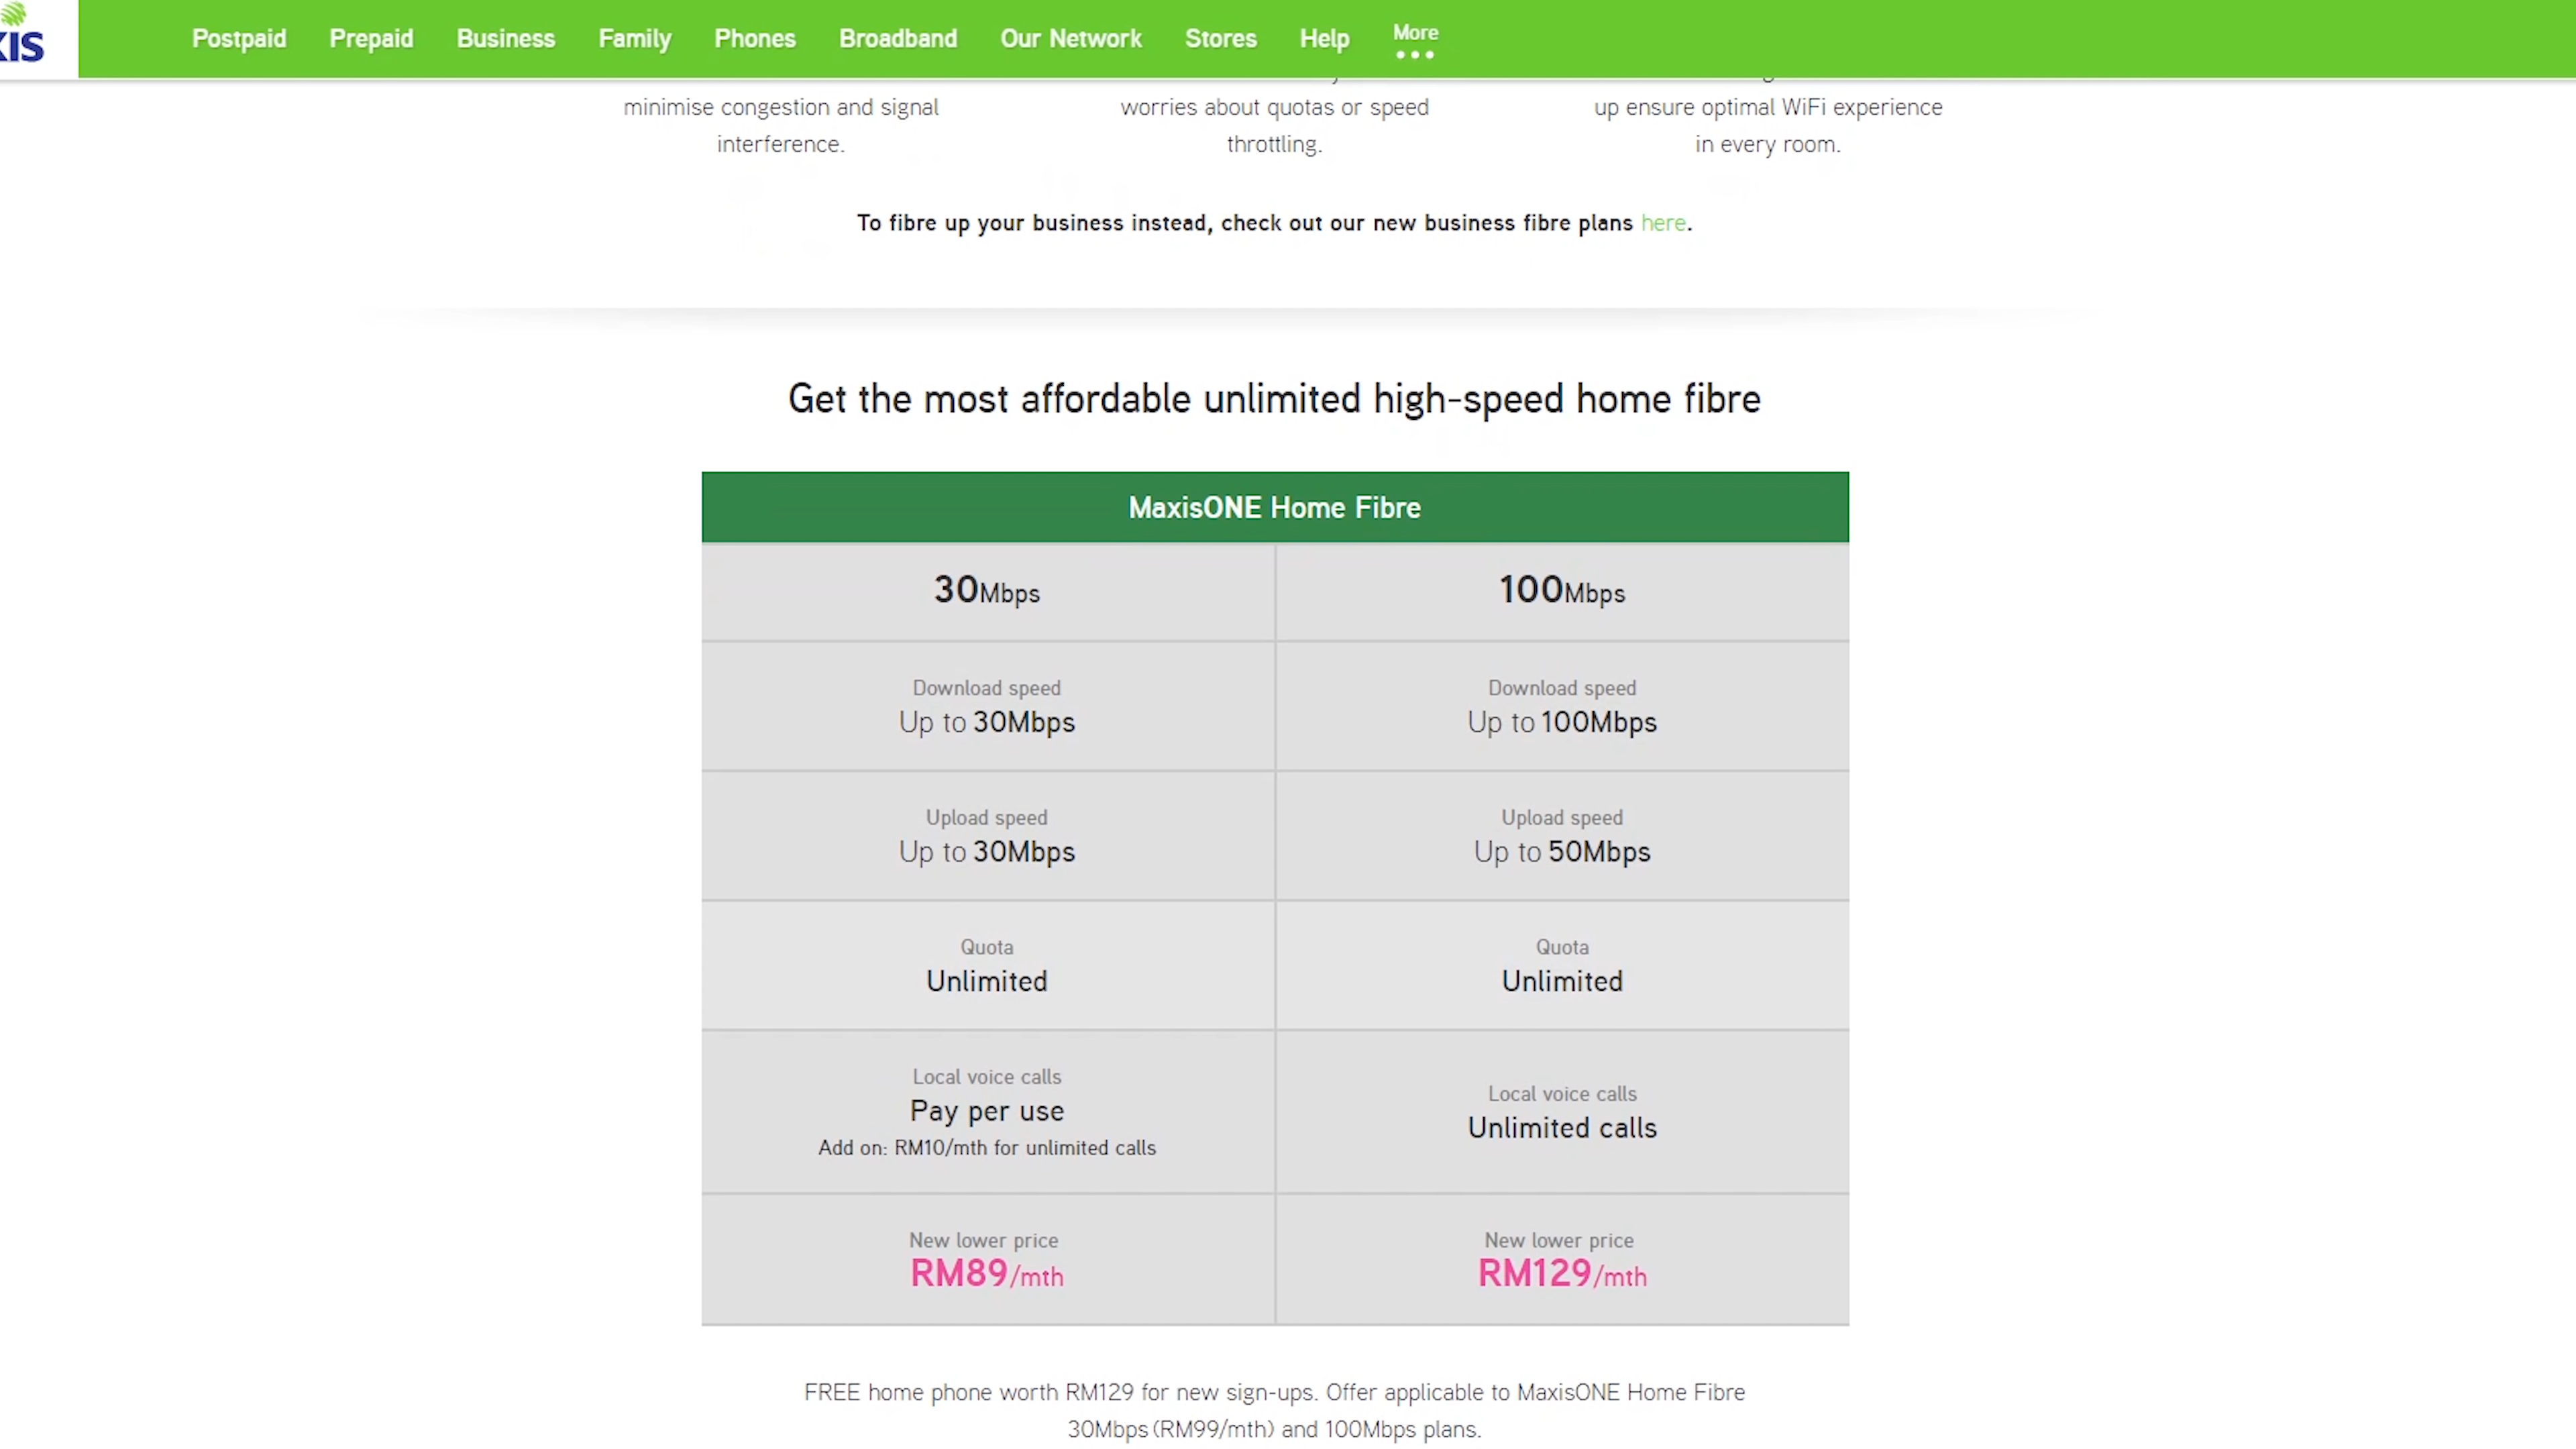 xis
Postpaid Prepaid Business Family Phones Broadband Our Network Stores Help More
minimise congestion and signal
interference.
worries about quotas or speed
throttling.
up ensure optimal WiFi experience
in every room.
To fibre up your business instead, check out our new business fibre plans here.
Get the most affordable unlimited high-speed home fibre
MaxisONE Home Fibre
30Mbps
100Mbps
Download speed
Up to 30Mbps
Download speed
Up to 100Mbps
Upload speed
Up to 30Mbps
Upload speed
Up to 50Mbps
Quota
Unlimited
Quota
Unlimited
Local voice calls
Pay per use
Add on: RM10/mth for unlimited calls
Local voice calls
Unlimited calls
New lower price
RM89/mth
New lower price
RM129/mth
FREE home phone worth RM129 for new sign-ups. Offer applicable to MaxisONE Home Fibre
30Mbps (RM99/mth) and 100Mbps plans.